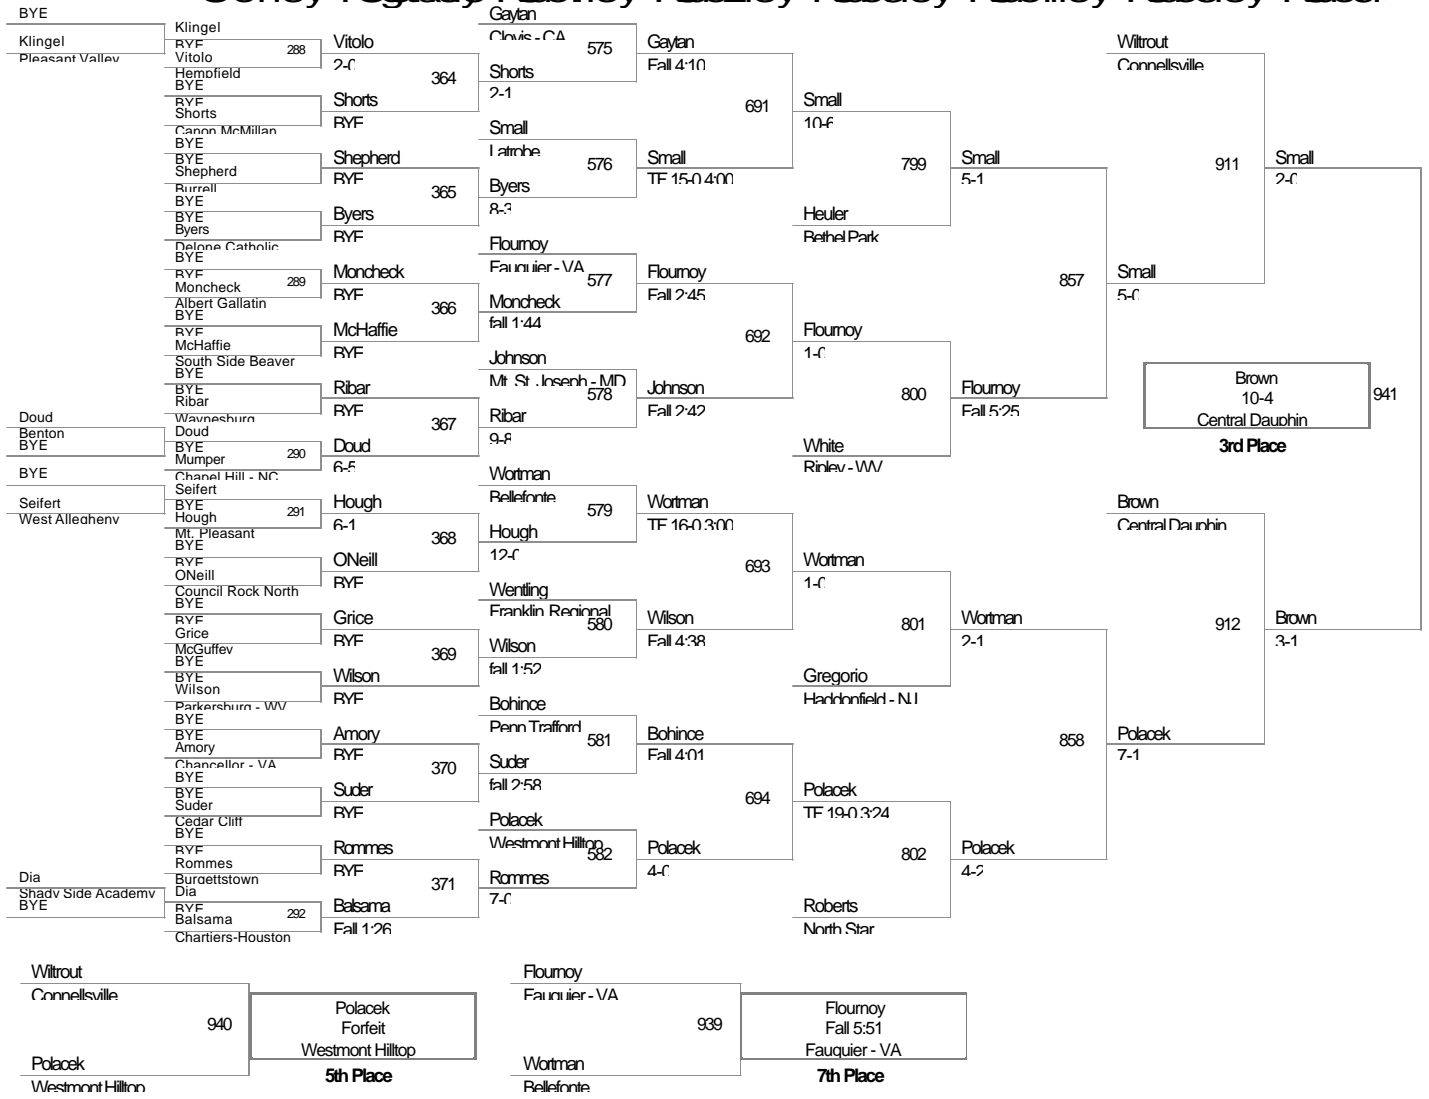 BYE
Klingel
Pleasant Valley
Doud
Benton
BYE
BYE
Seifert
West Allegheny
Dia
Shady Side Academy
BYE
Klingel
BYE
288
Vitolo
Hempfield
BYE
BYE
Shorts
Canon McMillan
BYE
BYE
Shepherd
Burrell
BYE
BYE
Byers
Delone Catholic
BYE
BYE
289
Moncheck
Albert Gallatin
BYE
BYE
McHaffie
South Side Beaver
BYE
BYE
Ribar
Waynesburg
Doud
BYE
290
Mumper
Chapel Hill - NC
Seifert
BYE
291
Hough
Mt. Pleasant
BYE
BYE
ONeill
Council Rock North
BYE
BYE
Grice
McGuffey
BYE
BYE
Wilson
Parkersburg - WV
BYE
BYE
Amory
Chancellor - VA
BYE
BYE
Suder
Cedar Cliff
BYE
BYE
Rommes
Burgettstown
Dia
BYE
292
Balsama
Chartiers-Houston
Vitolo
2-0
364
Shorts
BYE
Shepherd
BYE
365
Byers
BYE
Moncheck
BYE
366
McHaffie
BYE
Ribar
BYE
367
Doud
6-5
Hough
6-1
368
ONeill
BYE
Grice
BYE
369
Wilson
BYE
Amory
BYE
370
Suder
BYE
Rommes
BYE
371
Balsama
Fall 1:26
Gaytan
Clovis - CA
575
Shorts
2-1
Small
Latrobe
576
Byers
8-3
Flournoy
Fauquier - VA
577
Moncheck
fall 1:44
Johnson
Mt. St. Joseph - MD
578
Ribar
9-8
Wortman
Bellefonte
579
Hough
12-0
Wentling
Franklin Regional
580
Wilson
fall 1:52
Bohince
Penn Trafford
581
Suder
fall 2:58
Polacek
Westmont Hilltop
582
Rommes
7-0
Gaytan
Fall 4:10
691
Small
TF 15-0 4:00
Flournoy
Fall 2:45
692
Johnson
Fall 2:42
Wortman
TF 16-0 3:00
693
Wilson
Fall 4:38
Bohince
Fall 4:01
694
Polacek
4-0
Small
10-6
799
Heuler
Bethel Park
Flournoy
1-0
800
White
Ripley - WV
Wortman
1-0
801
Gregorio
Haddonfield - NJ
Polacek
TF 19-0 3:24
802
Roberts
North Star
Small
5-1
857
Flournoy
Fall 5:25
Wortman
2-1
858
Polacek
4-2
Wiltrout
Connellsville
911
Small
5-0
Brown
Central Dauphin
912
Polacek
7-1
Small
2-0
Brown
3-1
Brown
10-4
Central Dauphin
941
3rd Place
Wiltrout
Connellsville
940
Polacek
Westmont Hilltop
Polacek
Forfeit
Westmont Hilltop
5th Place
Flournoy
Fauquier - VA
939
Wortman
Bellefonte
Flournoy
Fall 5:51
Fauquier - VA
7th Place